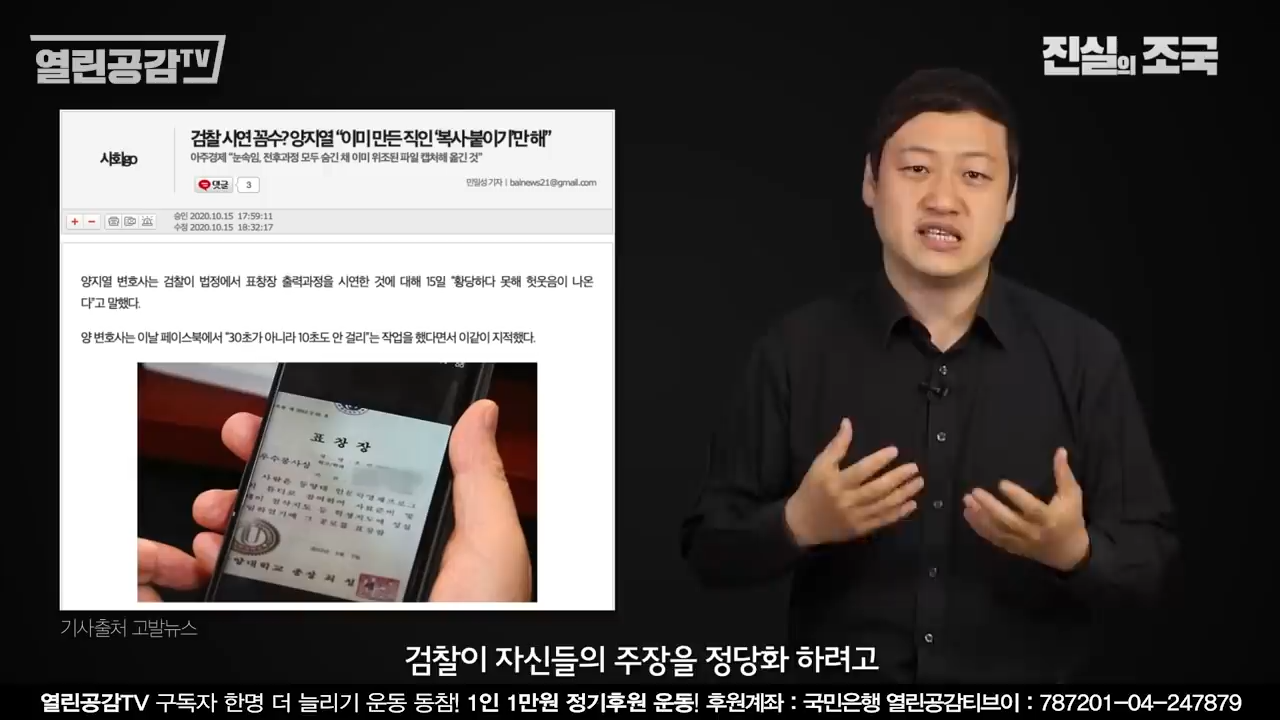 열린공감TV
진실의 조국
사회go
검찰 시연 꼼수? 양지열 “이미 만든 직인 ‘복사·붙이기’만 해”
아주경제 “눈속임, 전후과정 모두 숨긴 채 이미 위조된 파일 캡처해 옮긴 것”
댓글 3
민일성 기자 | balnews21@gmail.com
승인 2020.10.15 17:59:11
수정 2020.10.15 18:32:17
양지열 변호사는 검찰이 법정에서 표창장 출력과정을 시연한 것에 대해 15일 “황당하다 못해 헛웃음이 나온
다”고 말했다.
양 변호사는 이날 페이스북에서 “30초가 아니라 10초도 안 걸리”는 작업을 했다면서 이같이 지적했다.
표 창 장
기사출처 고발뉴스
검찰이 자신들의 주장을 정당화 하려고
열린공감TV 구독자 한명 더 늘리기 운동 동참! 1인 1만원 정기후원 운동! 후원계좌 : 국민은행 열린공감티브이 : 787201-04-247879